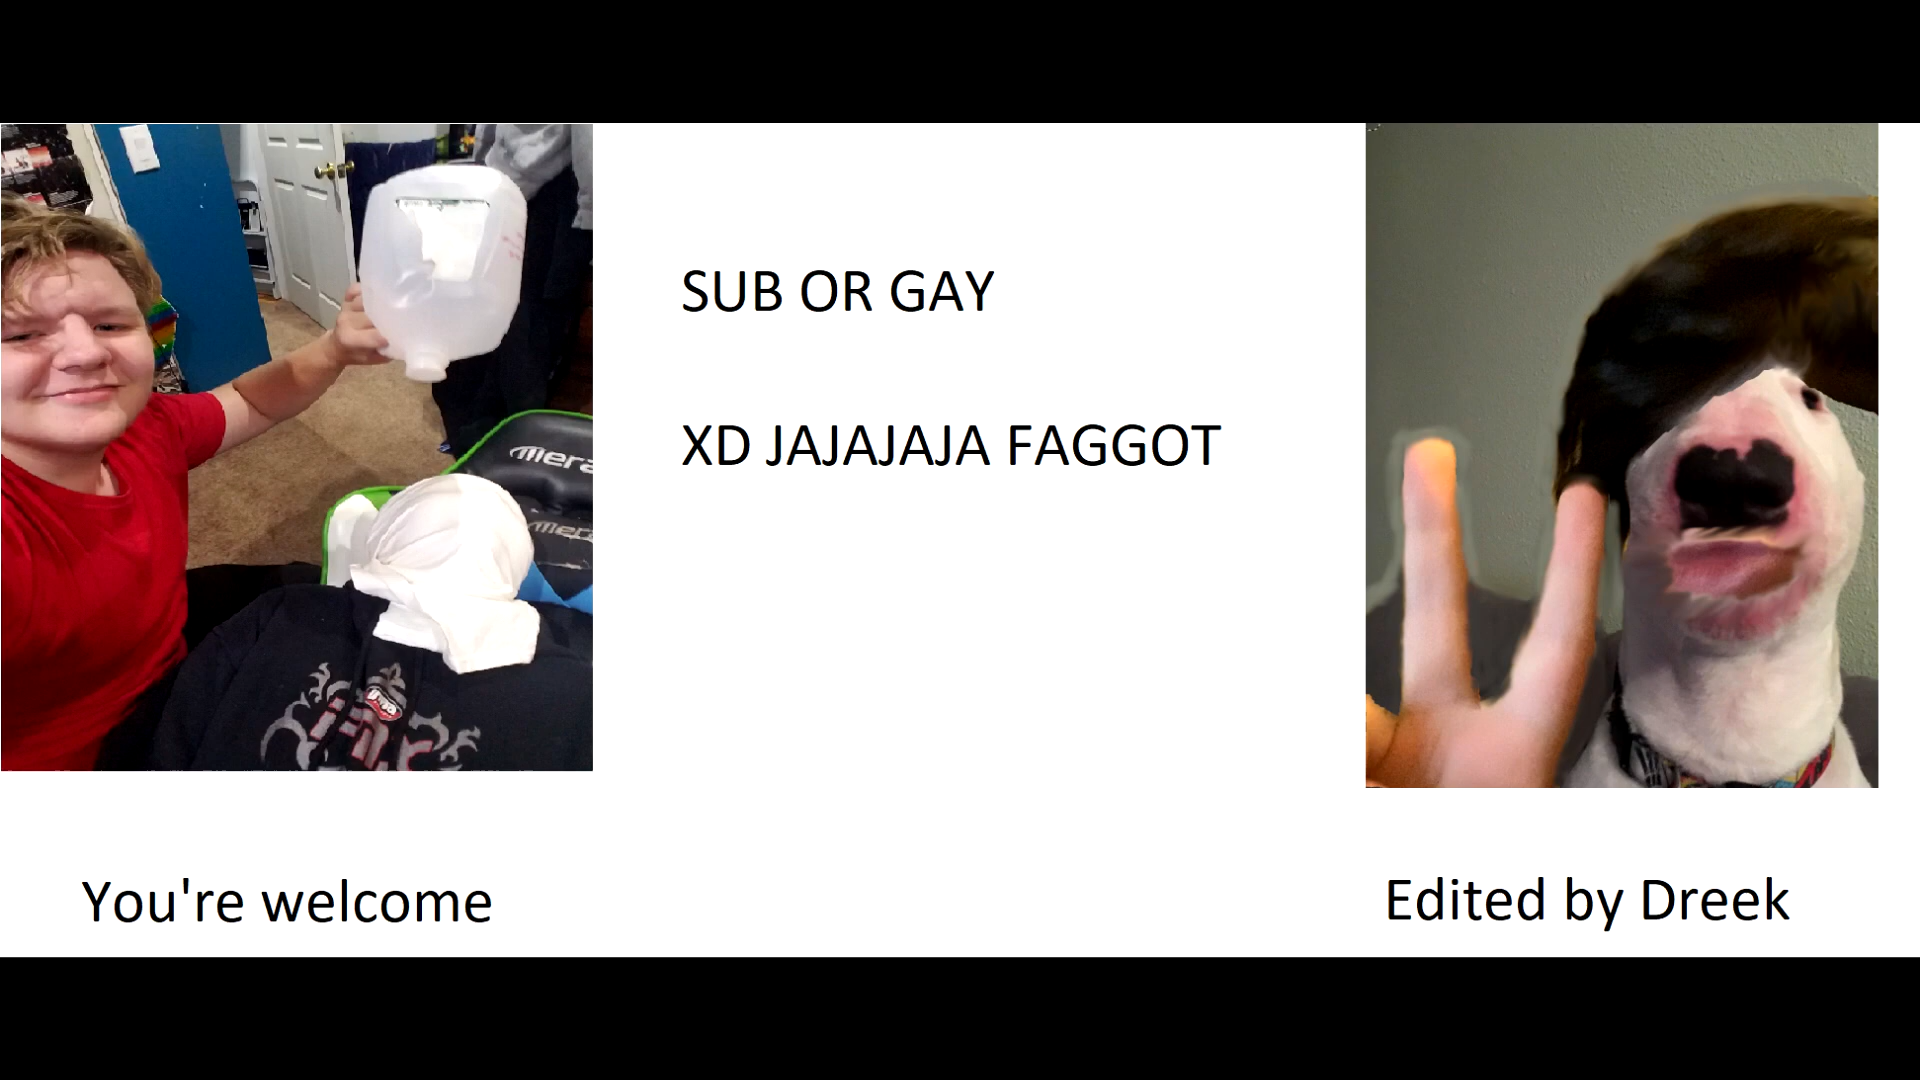 SUB OR GAY
XD JAJAJAJA FAGGOT
You're welcome
Edited by Dreek